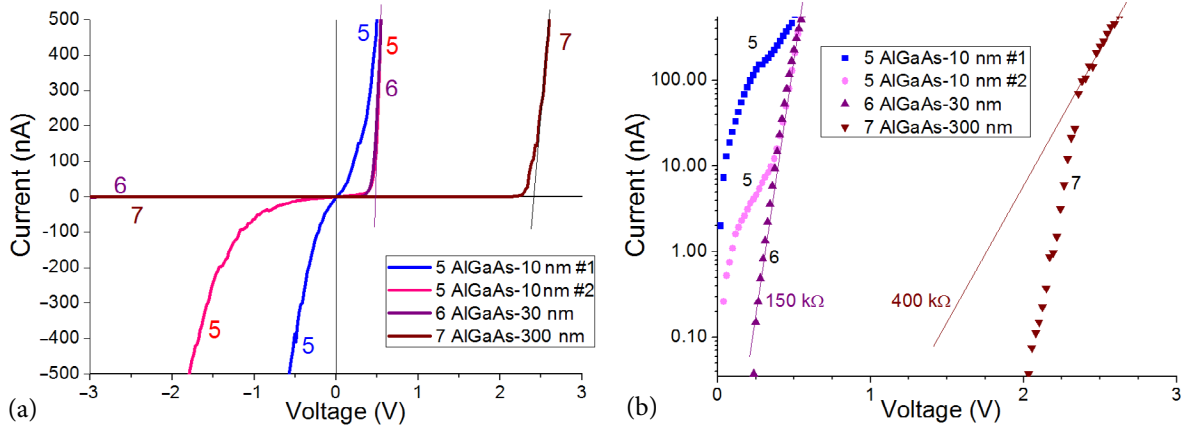 500
400
300
200
100
0
−100
−200
−300
−400
−500
Current (nA)
−3
−2
−1
0
1
2
3
Voltage (V)
5
5
6
7
6
7
5
5
5 AlGaAs-10 nm #1
5 AlGaAs-10 nm #2
6 AlGaAs-30 nm
7 AlGaAs-300 nm
(a)
100.00
10.00
1.00
0.10
Current (nA)
0
1
2
3
Voltage (V)
5
5
6
7
150 kΩ
400 kΩ
5 AlGaAs-10 nm #1
5 AlGaAs-10 nm #2
6 AlGaAs-30 nm
7 AlGaAs-300 nm
(b)